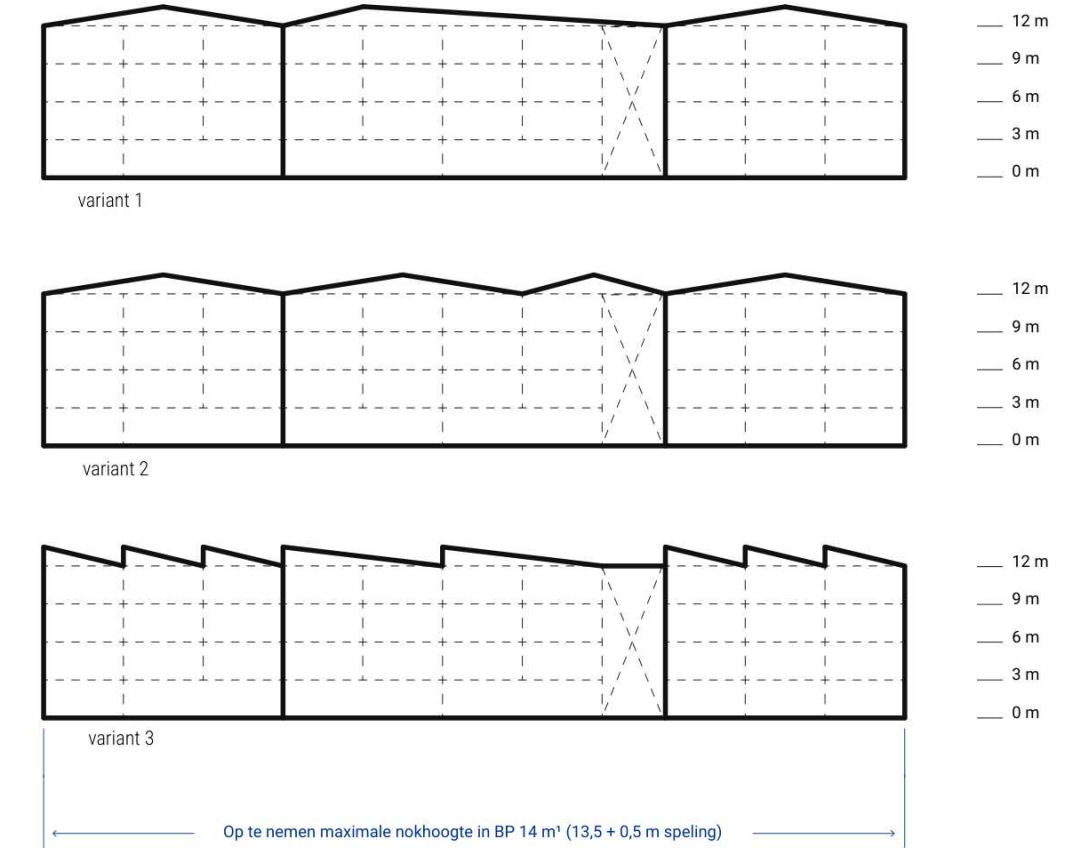 12 m
9 m
6 m
3 m
0 m
variant 1
12 m
9 m
6 m
3 m
0 m
variant 2
12 m
9 m
6 m
3 m
0 m
variant 3
Op te nemen maximale nokhoogte in BP 14 m¹ (13,5 + 0,5 m speling)